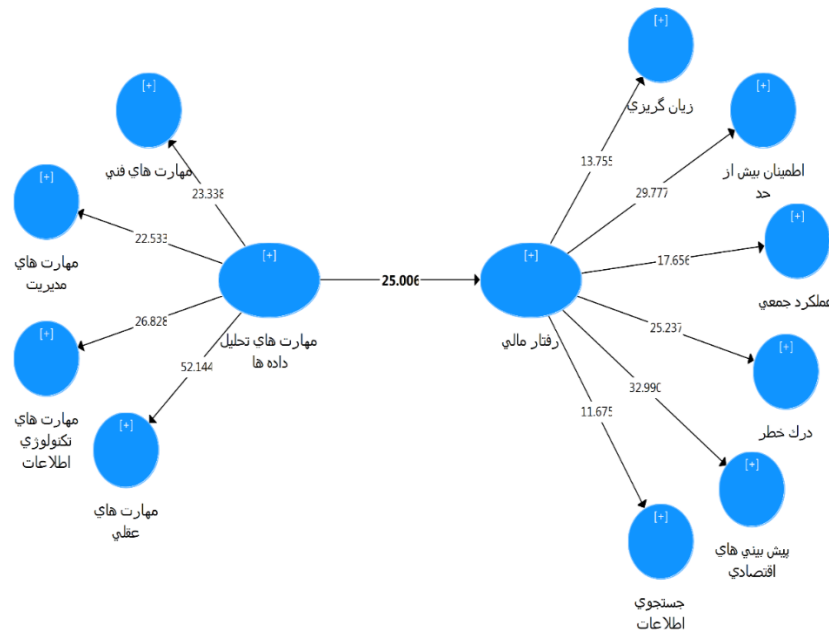 [+]
زيان گريزي
[+]
مهارت هاي فني
[+]
اطمينان بيش از
حد
[+]
مهارت هاي
مديريت
[+]
عملكرد جمعي
[+]
مهارت هاي تحليل
داده ها
[+]
رفتار مالي
[+]
مهارت هاي
تكنولوژي
اطلاعات
[+]
درك خطر
[+]
مهارت هاي
عقلي
[+]
پيش بيني هاي
اقتصادي
[+]
جستجوي
اطلاعات
23.338
22.533
26.828
52.144
25.006
13.755
29.777
17.656
25.237
32.990
11.675